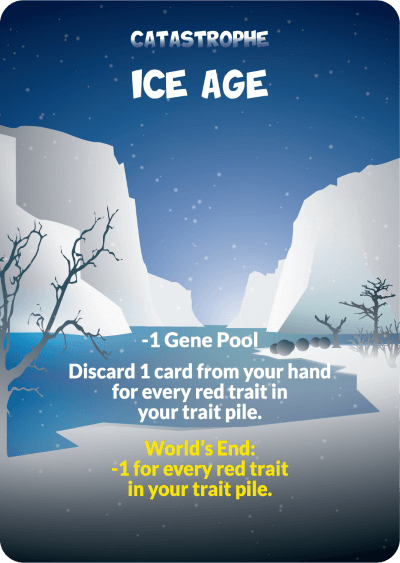 CATASTROPHE
ICE AGE
-1 Gene Pool
Discard 1 card from your hand
for every red trait in
your trait pile.
World's End:
-1 for every red trait
in your trait pile.